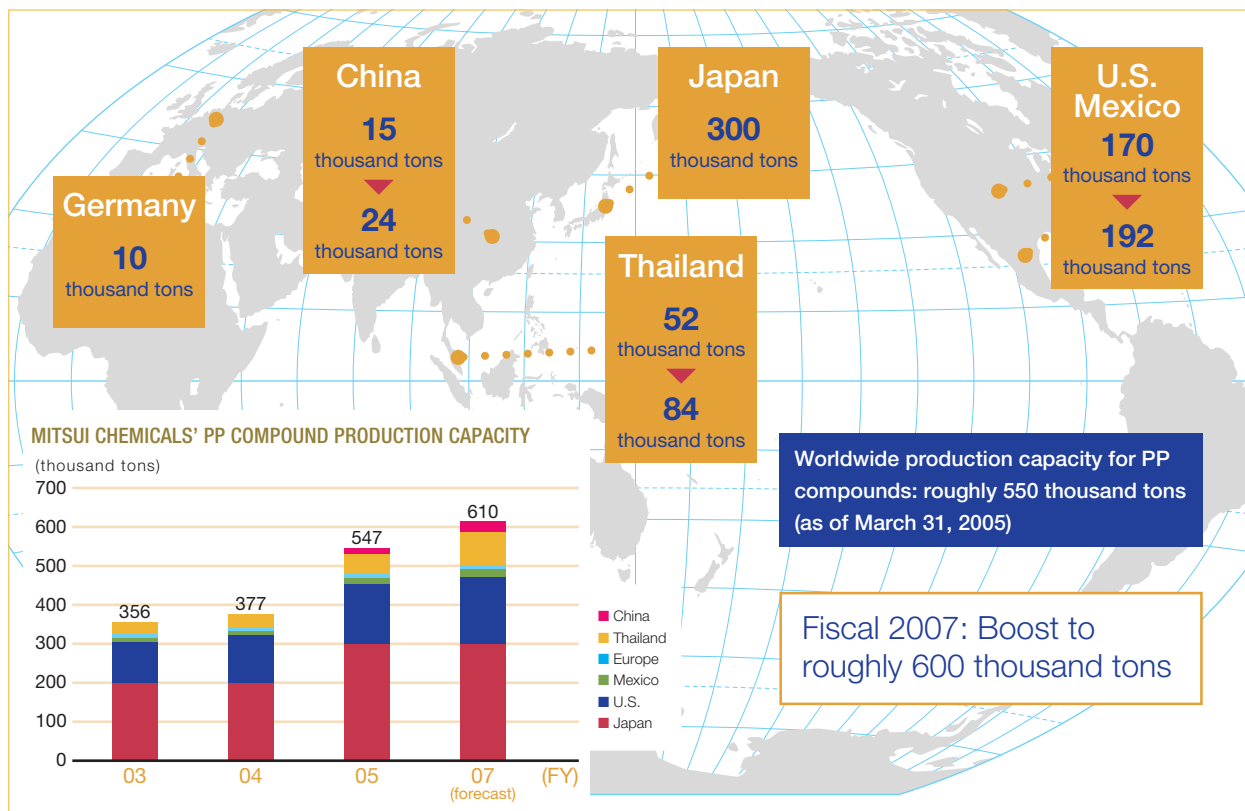 China
15
thousand tons
24
thousand tons
Japan
300
thousand tons
U.S.
Mexico
170
thousand tons
192
thousand tons
Germany
10
thousand tons
Thailand
52
thousand tons
84
thousand tons
MITSUI CHEMICALS' PP COMPOUND PRODUCTION CAPACITY
(thousand tons)
700
600
500
400
300
200
100
0
356
377
547
610
03
04
05
07
(forecast)
(FY)
China
Thailand
Europe
Mexico
U.S.
Japan
Worldwide production capacity for PP
compounds: roughly 550 thousand tons
(as of March 31, 2005)
Fiscal 2007: Boost to
roughly 600 thousand tons